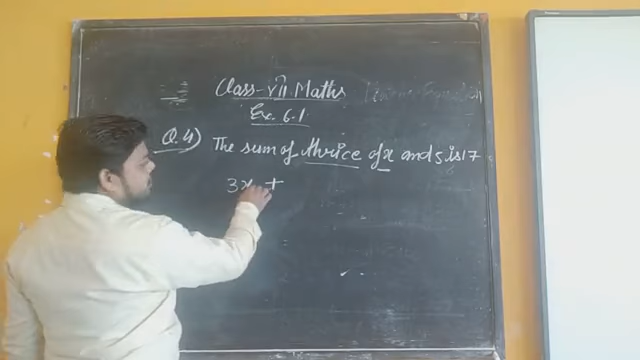 Class-VII Maths
Ex. 6.1
Q.4) The sum of thrice of x and 5 is 17
3x +